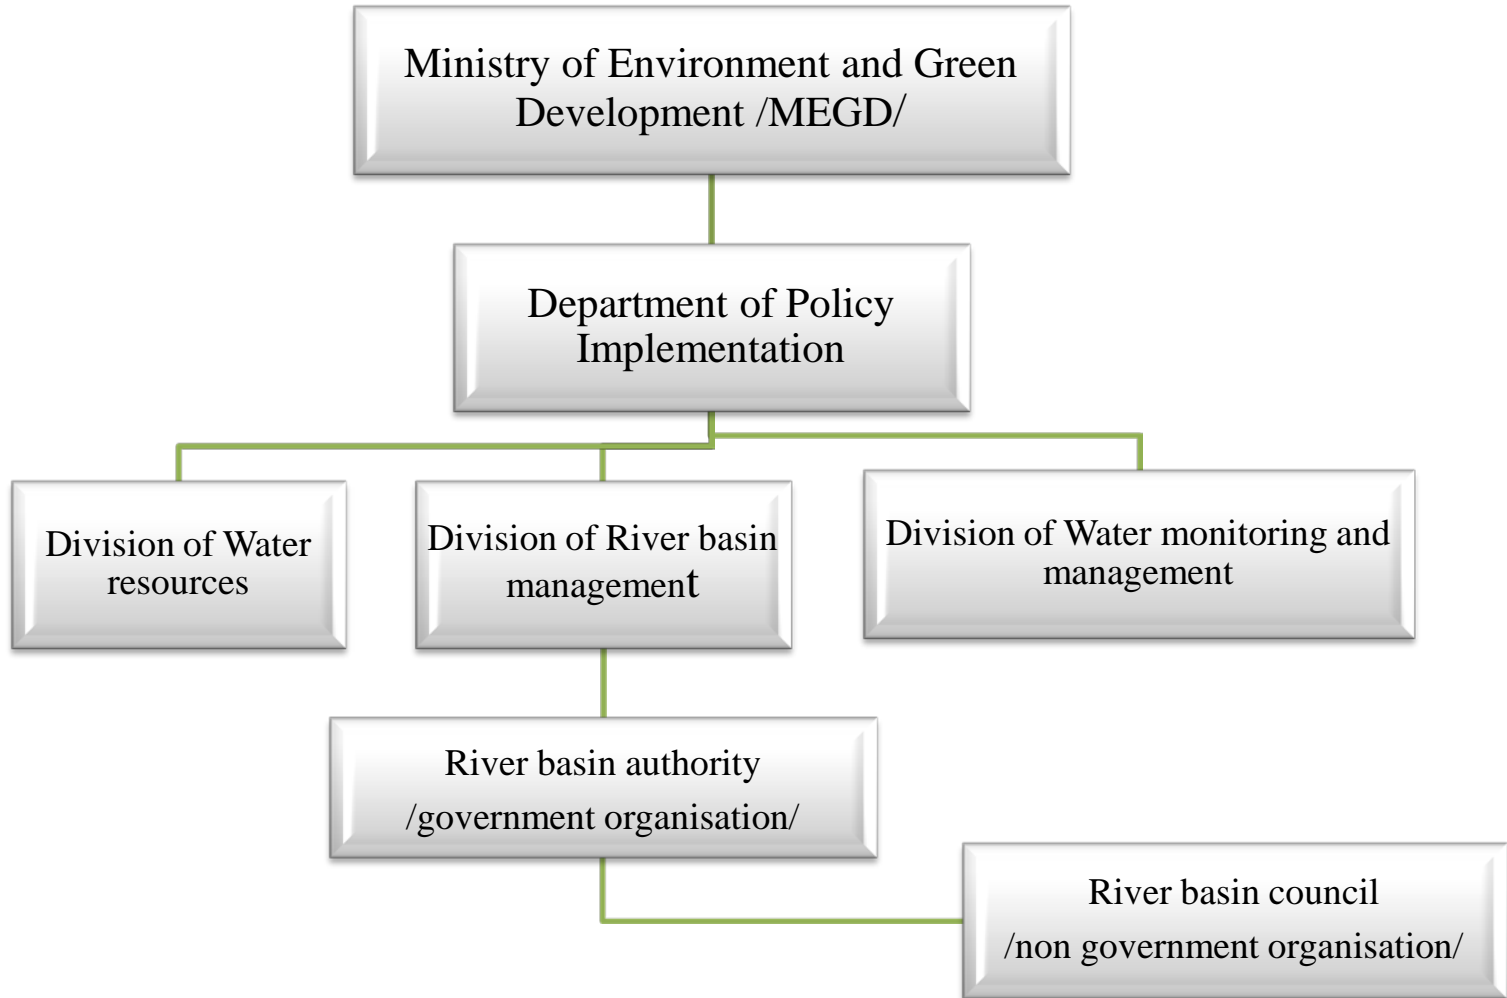 Ministry of Environment and Green
Development /MEGD/
Department of Policy
Implementation
Division of Water
resources
Division of River basin
management
Division of Water monitoring and
management
River basin authority
/government organisation/
River basin council
/non government organisation/